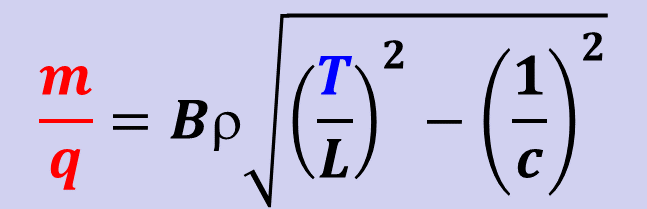 m/q = Bρ√((T/L)² − (1/c)²)